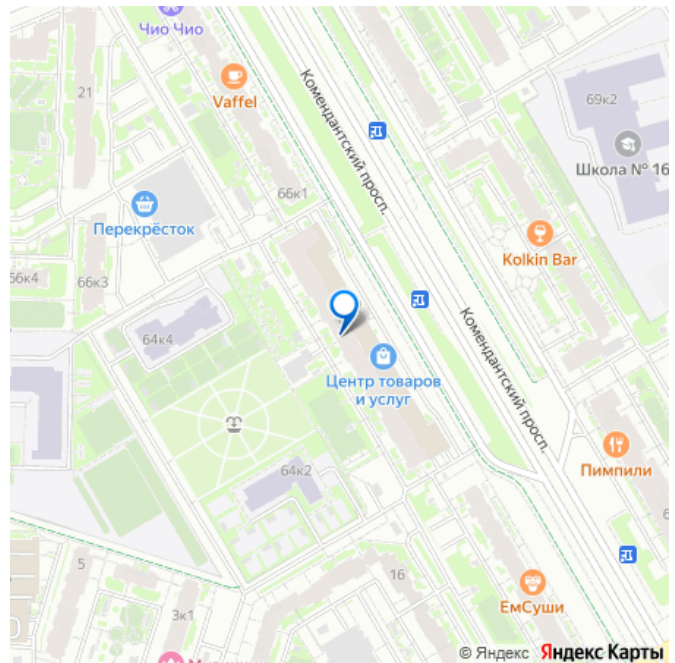 Чио Чио
Vaffel
21
Комендантский просп.
69к2
Школа № 16
66к1
Перекрёсток
66к4
66к3
Kolkin Bar
64к4
Комендантский просп.
Центр товаров
и услуг
64к2
Пимпили
5
16
ЕмСуши
3к1
© Яндекс Яндекс Карты